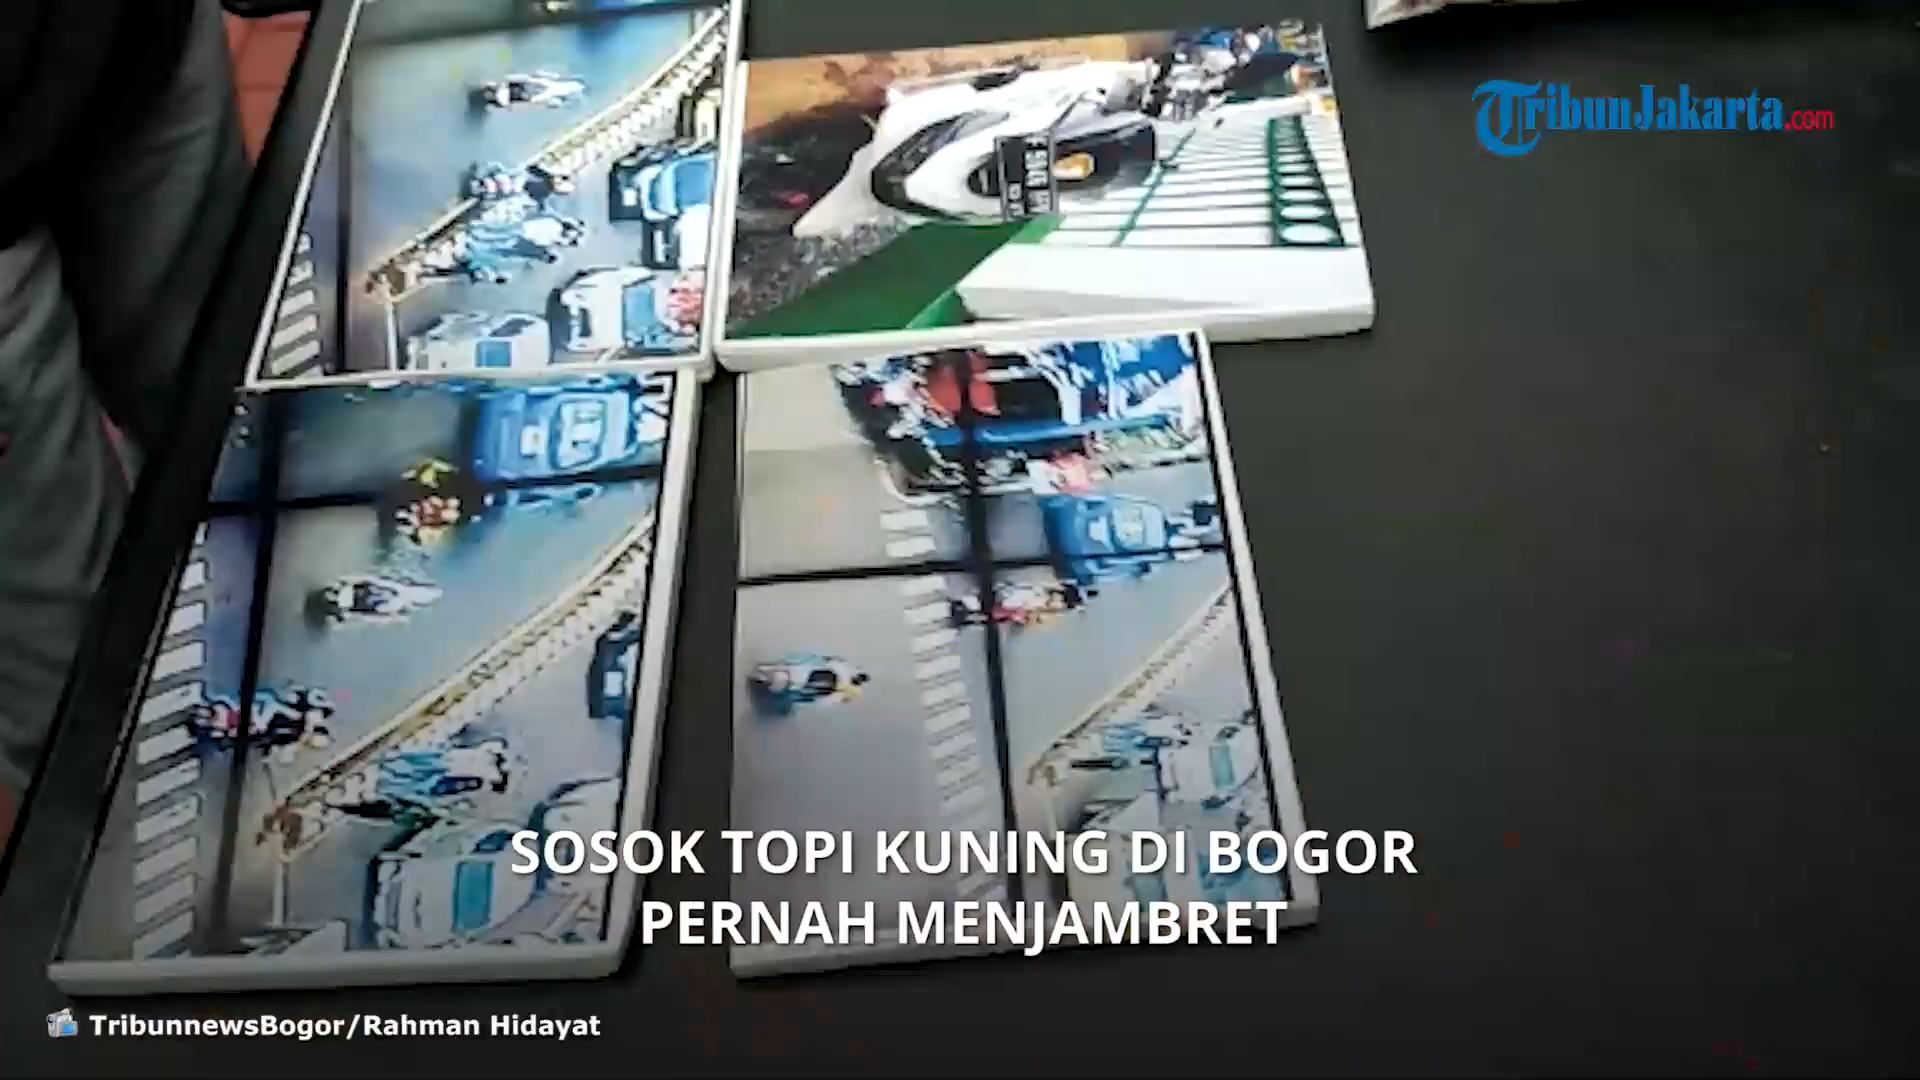 TribunJakarta.com
SOSOK TOPI KUNING DI BOGOR
PERNAH MENJAMBRET
TribunnewsBogor/Rahman Hidayat